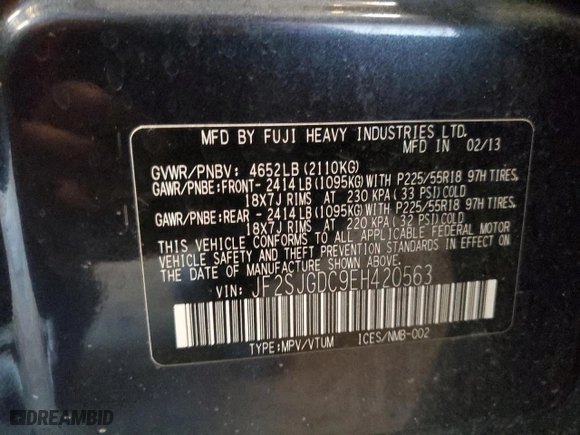 MFD BY FUJI HEAVY INDUSTRIES LTD.
MFD IN 02/13
GVWR/PNBV: 4652LB (2110KG)
GAWR/PNBE:FRONT- 2414LB(1095KG)WITH P225/55R18 97H TIRES,
18X7J RIMS AT 230 KPA (33 PSI)COLD
GAWR/PNBE:REAR - 2414LB(1095KG)WITH P225/55R18 97H TIRES,
18X7J RIMS AT 220 KPA (32 PSI)COLD
THIS VEHICLE CONFORMS TO ALL APPLICABLE FEDERAL MOTOR
VEHICLE SAFETY AND THEFT PREVENTION STANDARDS IN EFFECT ON
THE DATE OF MANUFACTURE SHOWN ABOVE.
VIN: JF2SJGDC9EH420563
TYPE:MPV/VTUM ICES/NMB-002
DREAMBID